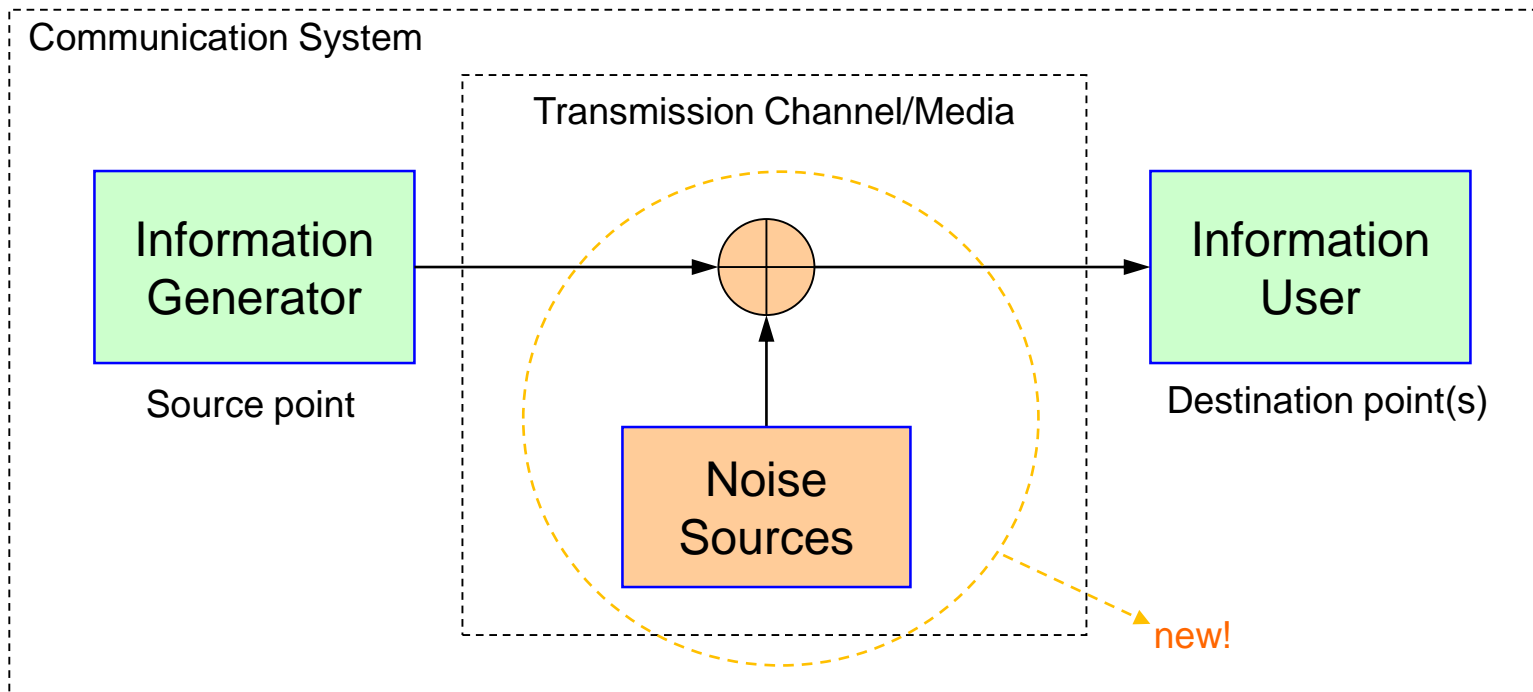 Communication System
Transmission Channel/Media
Information
Generator
Information
User
Source point
Destination point(s)
Noise
Sources
new!